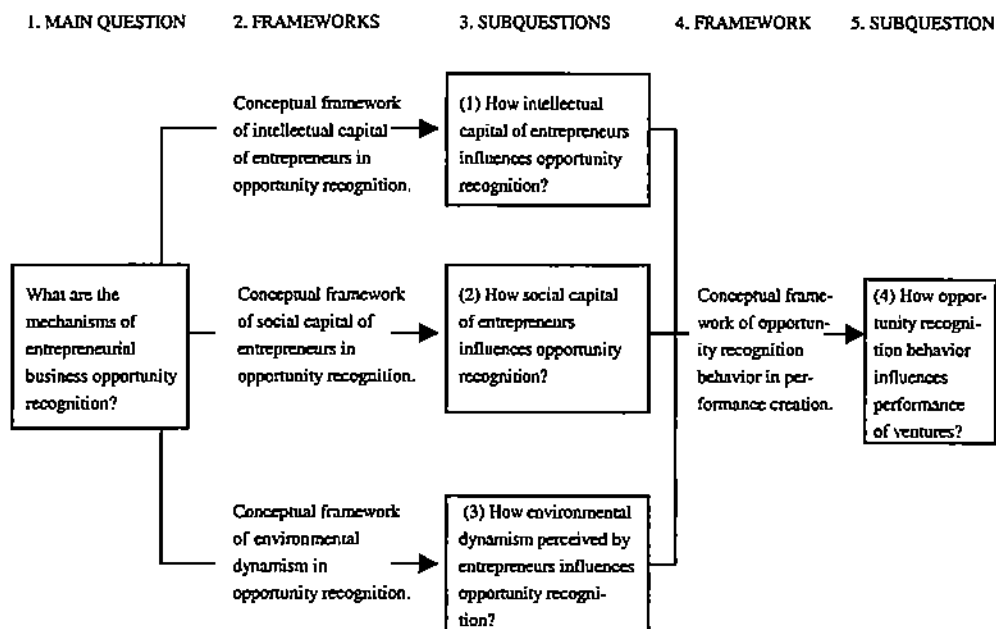 1. MAIN QUESTION 2. FRAMEWORKS 3. SUBQUESTIONS 4. FRAMEWORK 5. SUBQUESTION
What are the
mechanisms of
entrepreneurial
business opportunity
recognition?
Conceptual framework
of intellectual capital
of entrepreneurs in
opportunity recognition.
(1) How intellectual
capital of entrepreneurs
influences opportunity
recognition?
Conceptual framework
of social capital of
entrepreneurs in
opportunity recognition.
(2) How social capital
of entrepreneurs
influences opportunity
recognition?
Conceptual framework
of environmental
dynamism in
opportunity recognition.
(3) How environmental
dynamism perceived by
entrepreneurs influences
opportunity recogni-
tion?
Conceptual frame-
work of opportun-
ity recognition
behavior in per-
formance creation.
(4) How oppor-
tunity recogni-
tion behavior
influences
performance
of ventures?